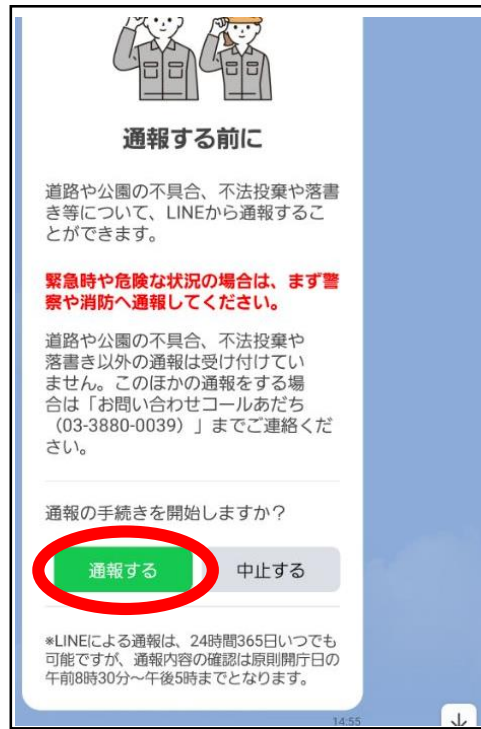 通報する前に
道路や公園の不具合、不法投棄や落書
き等について、LINEから通報するこ
とができます。
緊急時や危険な状況の場合は、まず警
察や消防へ通報してください。
道路や公園の不具合、不法投棄や
落書き以外の通報は受け付けてい
ません。このほかの通報をする場
合は「お問い合わせコールあだち
（03-3880-0039）」までご連絡くだ
さい。
通報の手続きを開始しますか？
通報する 中止する
※LINEによる通報は、24時間365日いつでも
可能ですが、通報内容の確認は原則開庁日の
午前8時30分～午後5時までとなります。
14:55